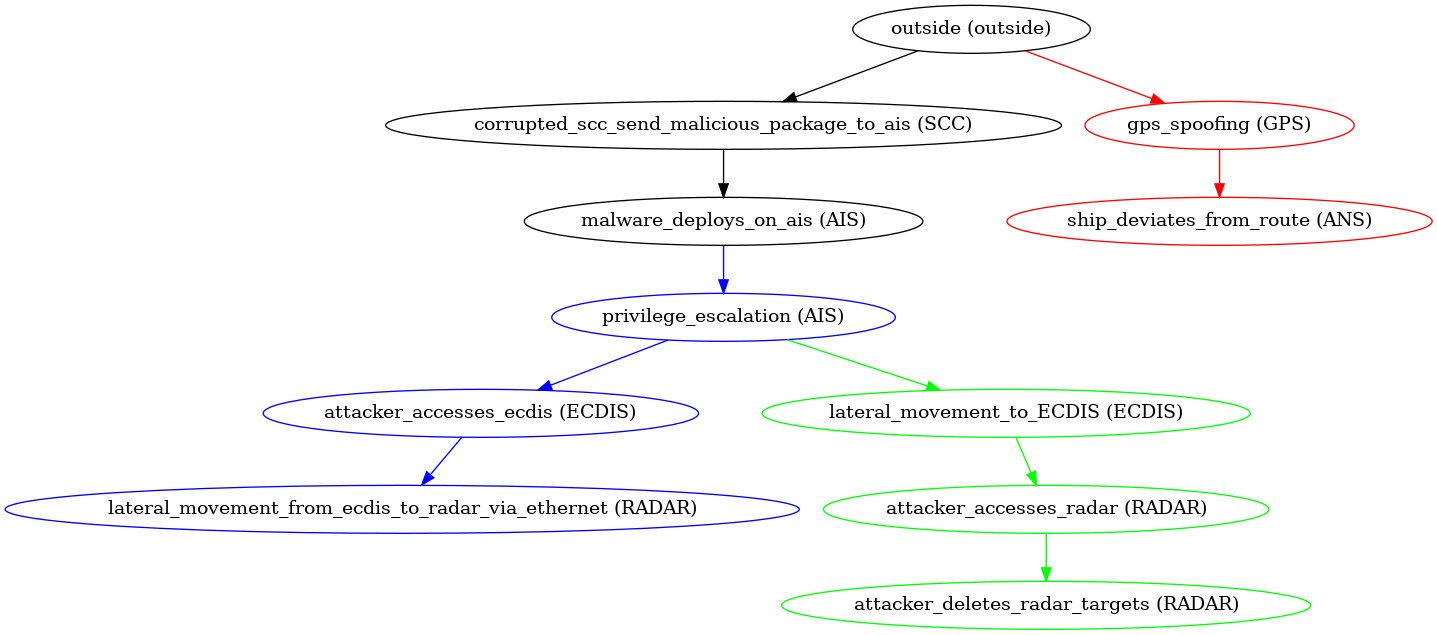 outside (outside)
corrupted_scc_send_malicious_package_to_ais (SCC)
gps_spoofing (GPS)
malware_deploys_on_ais (AIS)
ship_deviates_from_route (ANS)
privilege_escalation (AIS)
attacker_accesses_ecdis (ECDIS)
lateral_movement_to_ECDIS (ECDIS)
lateral_movement_from_ecdis_to_radar_via_ethernet (RADAR)
attacker_accesses_radar (RADAR)
attacker_deletes_radar_targets (RADAR)